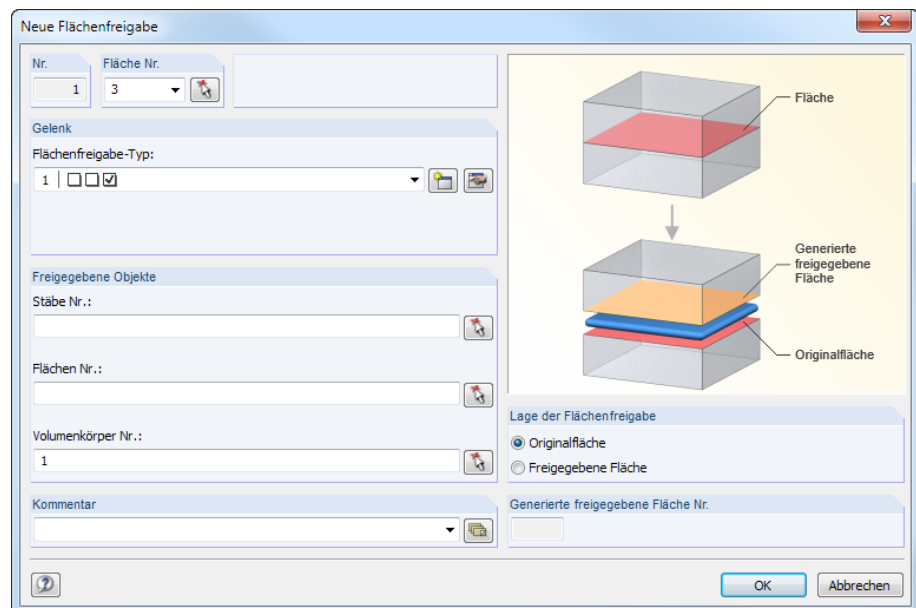 Neue Flächenfreigabe
Nr.
Fläche Nr.
1
3
Gelenk
Flächenfreigabe-Typ:
1
Freigegebene Objekte
Stäbe Nr.:
Flächen Nr.:
Volumenkörper Nr.:
1
Kommentar
Fläche
Generierte
freigegebene
Fläche
Originalfläche
Lage der Flächenfreigabe
Originalfläche
Freigegebene Fläche
Generierte freigegebene Fläche Nr.
OK
Abbrechen